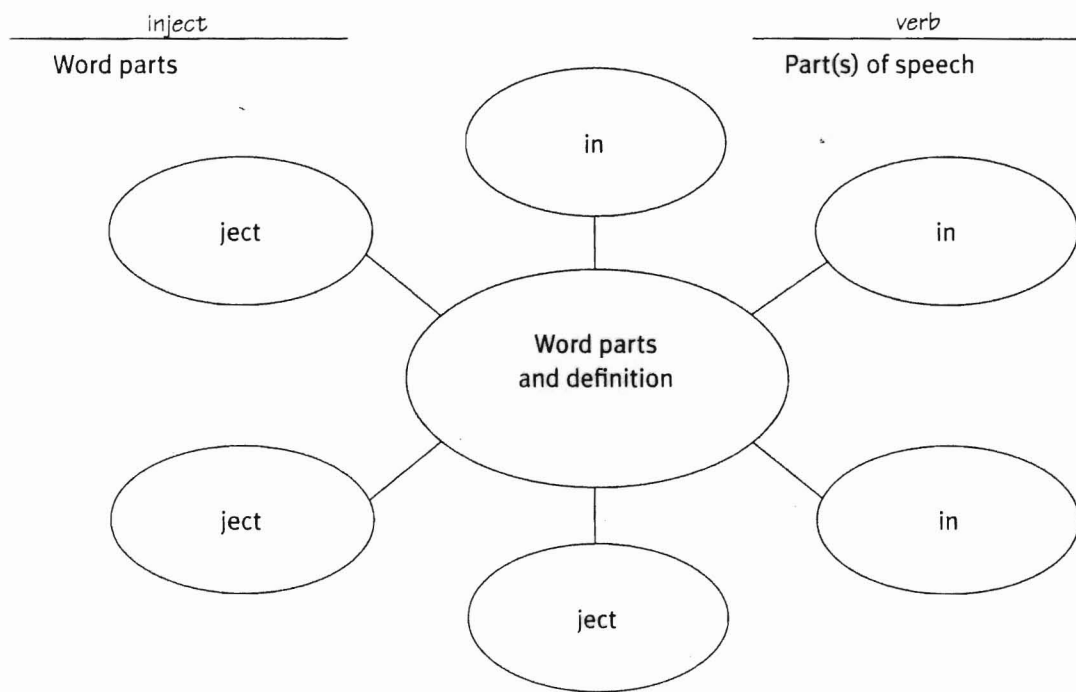 inject
verb
Word parts
Part(s) of speech
in
ject
in
Word parts
and definition
ject
in
ject